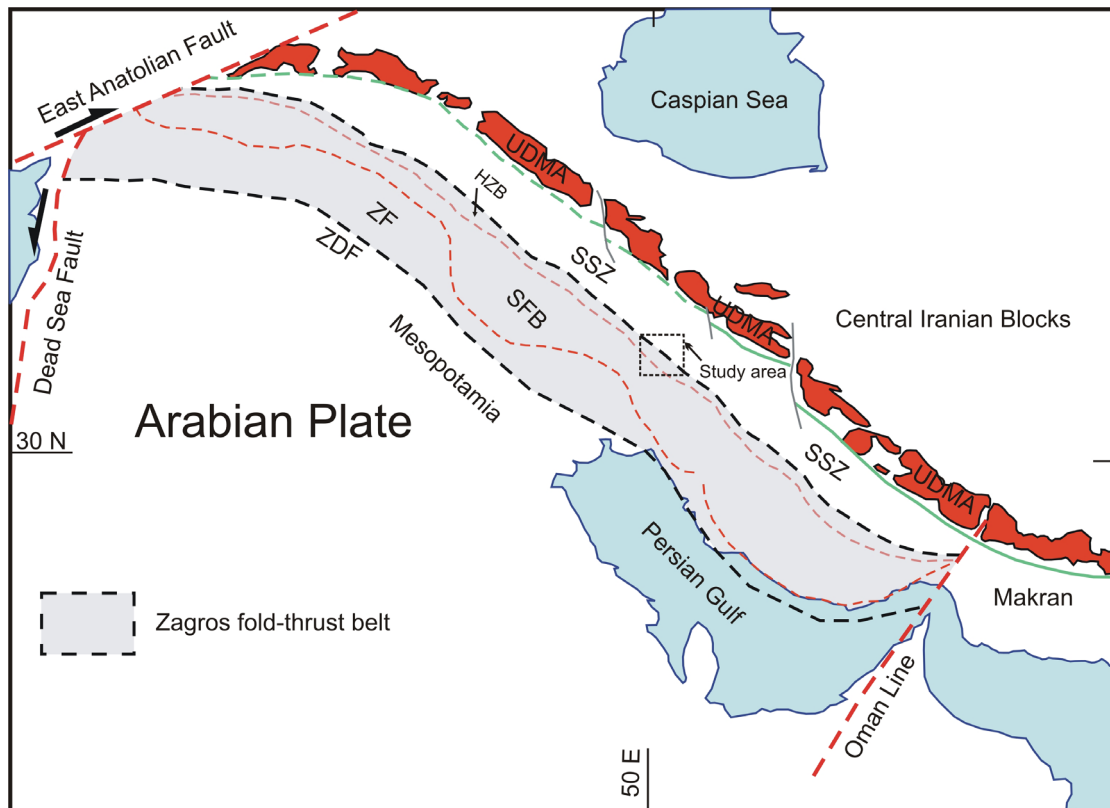 East Anatolian Fault
Caspian Sea
UDMA
HZB
ZF
ZDF
SSZ
SFB
UDMA
Central Iranian Blocks
Dead Sea Fault
Mesopotamia
Study area
Arabian Plate
30 N
SSZ
UDMA
Persian Gulf
Makran
Zagros fold-thrust belt
Oman Line
50 E